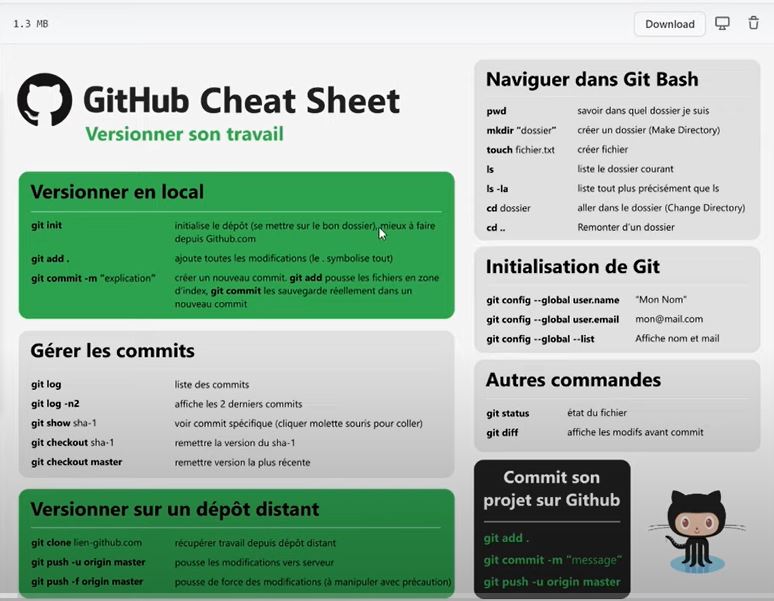 1.3 MB
Download
GitHub Cheat Sheet
Versionner son travail
Versionner en local
git init initialise le dépôt (se mettre sur le bon dossier), mieux à faire
depuis Github.com
git add . ajoute toutes les modifications (le . symbolise tout)
git commit -m "explication" créer un nouveau commit. git add pousse les fichiers en zone
d'index, git commit les sauvegarde réellement dans un
nouveau commit
Gérer les commits
git log liste des commits
git log -n2 affiche les 2 derniers commits
git show sha-1 voir commit spécifique (cliquer molette souris pour coller)
git checkout sha-1 remettre la version du sha-1
git checkout master remettre version la plus récente
Versionner sur un dépôt distant
git clone lien-github.com récupérer travail depuis dépôt distant
git push -u origin master pousse les modifications vers serveur
git push -f origin master pousse de force des modifications (à manipuler avec précaution)
Naviguer dans Git Bash
pwd savoir dans quel dossier je suis
mkdir "dossier" créer un dossier (Make Directory)
touch fichier.txt créer fichier
ls liste le dossier courant
ls -la liste tout plus précisément que ls
cd dossier aller dans le dossier (Change Directory)
cd .. Remonter d'un dossier
Initialisation de Git
git config --global user.name "Mon Nom"
git config --global user.email mon@mail.com
git config --global --list Affiche nom et mail
Autres commandes
git status état du fichier
git diff affiche les modifs avant commit
Commit son
projet sur Github
git add .
git commit -m "message"
git push -u origin master